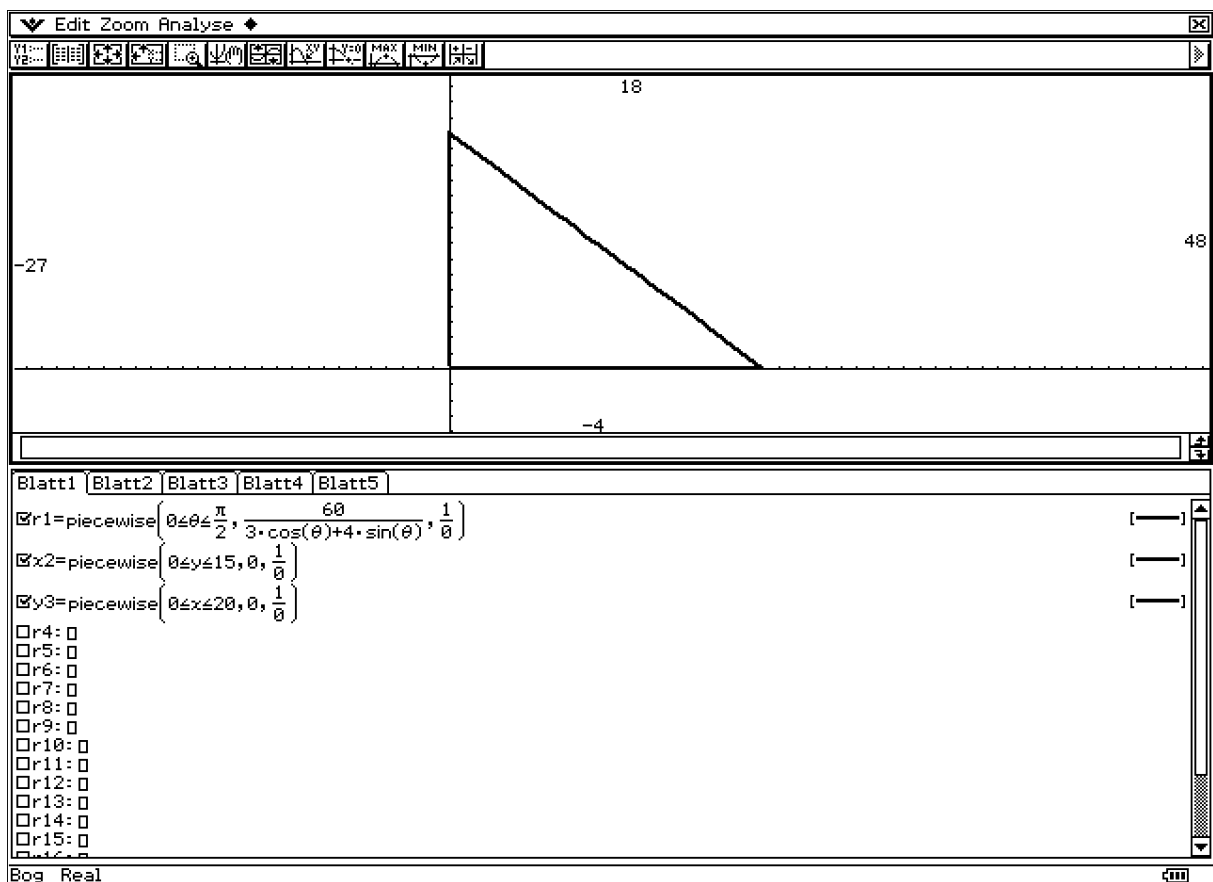 Edit Zoom Analyse
18
48
-27
-4
Blatt1 Blatt2 Blatt3 Blatt4 Blatt5
r1=piecewise(0≤θ≤π/2, 60/(3·cos(θ)+4·sin(θ)), 1/0)
x2=piecewise(0≤y≤15,0,1/0)
y3=piecewise(0≤x≤20,0,1/0)
r4:
r5:
r6:
r7:
r8:
r9:
r10:
r11:
r12:
r13:
r14:
r15:
Bog Real